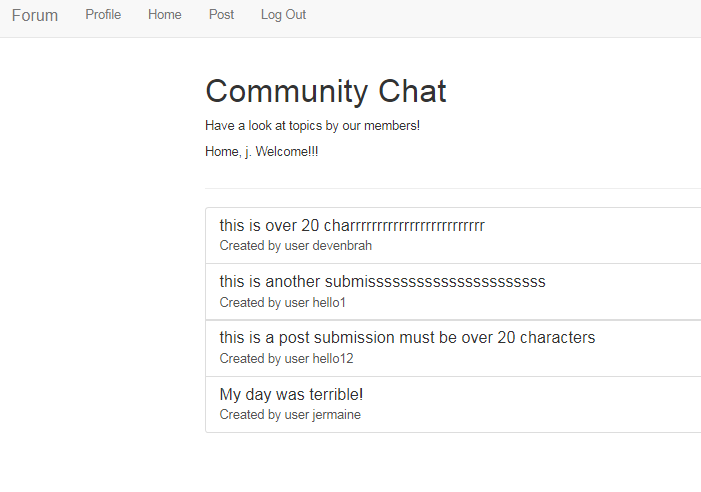 Forum Profile Home Post Log Out
Community Chat
Have a look at topics by our members!
Home, j. Welcome!!!
this is over 20 charrrrrrrrrrrrrrrrrrrrrrrrr
Created by user devenbrah
this is another submisssssssssssssssssssssss
Created by user hello1
this is a post submission must be over 20 characters
Created by user hello12
My day was terrible!
Created by user jermaine